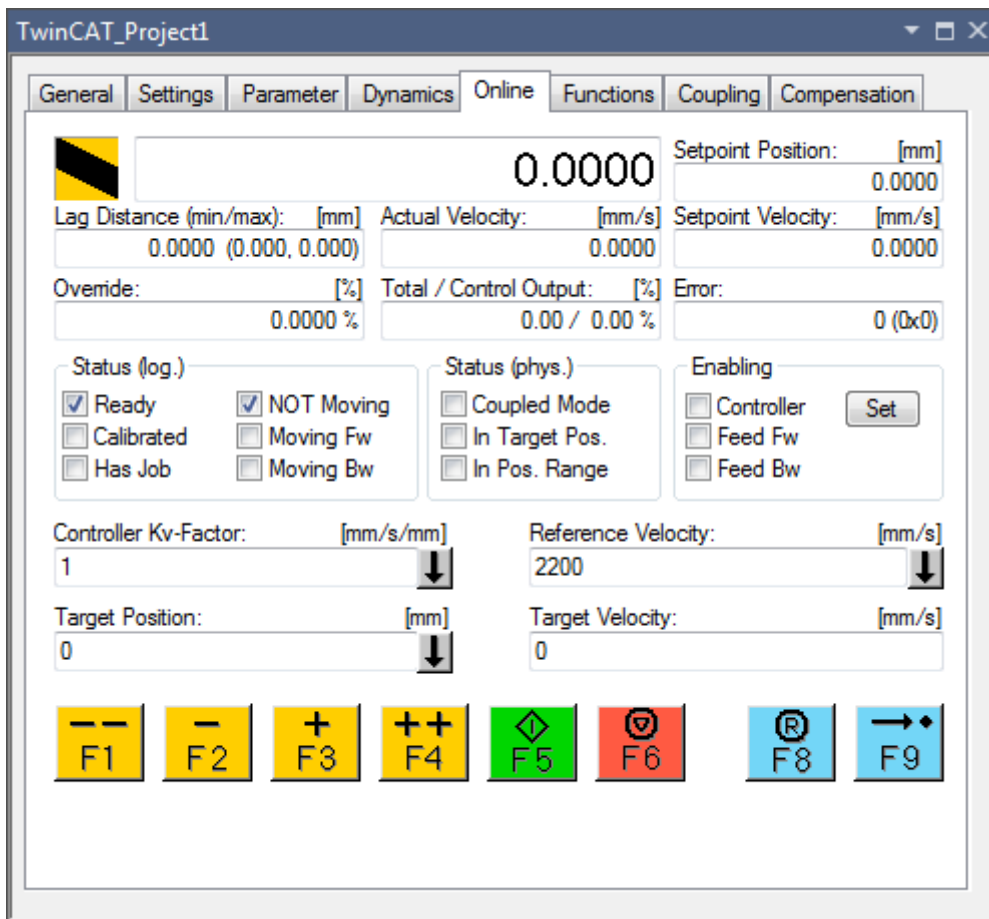 TwinCAT_Project1
General Settings Parameter Dynamics Online Functions Coupling Compensation
0.0000
Setpoint Position: [mm]
0.0000
Lag Distance (min/max): [mm] Actual Velocity: [mm/s] Setpoint Velocity: [mm/s]
0.0000 (0.000, 0.000) 0.0000 0.0000
Override: [%] Total / Control Output: [%] Error:
0.0000 % 0.00 / 0.00 % 0 (0x0)
Status (log.) Status (phys.) Enabling
Ready NOT Moving Coupled Mode Controller Set
Calibrated Moving Fw In Target Pos. Feed Fw
Has Job Moving Bw In Pos. Range Feed Bw
Controller Kv-Factor: [mm/s/mm] Reference Velocity: [mm/s]
1 2200
Target Position: [mm] Target Velocity: [mm/s]
0 0
-- - + ++ R
F1 F2 F3 F4 F5 F6 F8 F9